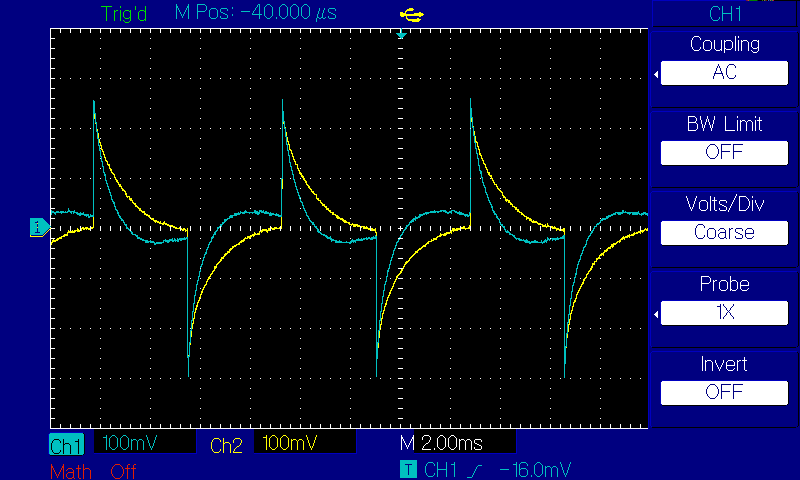 Trig'd M Pos: -40.000 µs CH1
Coupling
AC
BW Limit
OFF
Volts/Div
Coarse
Probe
1X
Invert
OFF
1
Ch1 100mV Ch2 100mV M 2.00ms
Math Off T CH1 -16.0mV